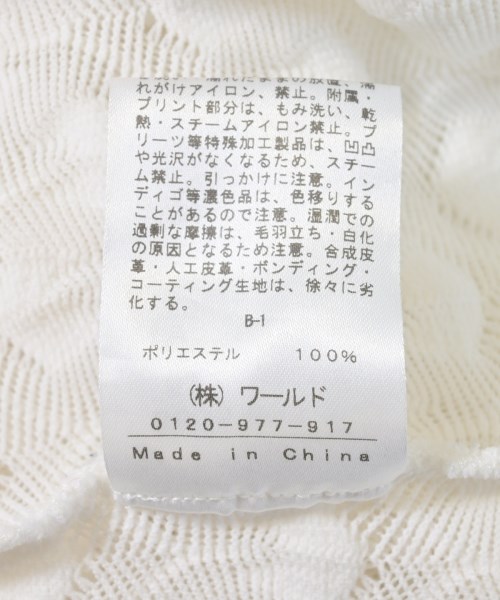 濡れたままの放置、濡
れがけアイロン、禁止。附属・
プリント部分は、もみ洗い、乾
熱・スチームアイロン禁止。プ
リーツ等特殊加工製品は、凹凸
や光沢がなくなるため、スチー
ム禁止。引っかけに注意。イン
ディゴ等濃色品は、色移りする
ことがあるので注意。湿潤での
過剰な摩擦は、毛羽立ち・白化
の原因となるため注意。合成皮
革・人工皮革・ボンディング・
コーティング生地は、徐々に劣
化する。
B-1
ポリエステル 100%
(株) ワールド
0120-977-917
Made in China